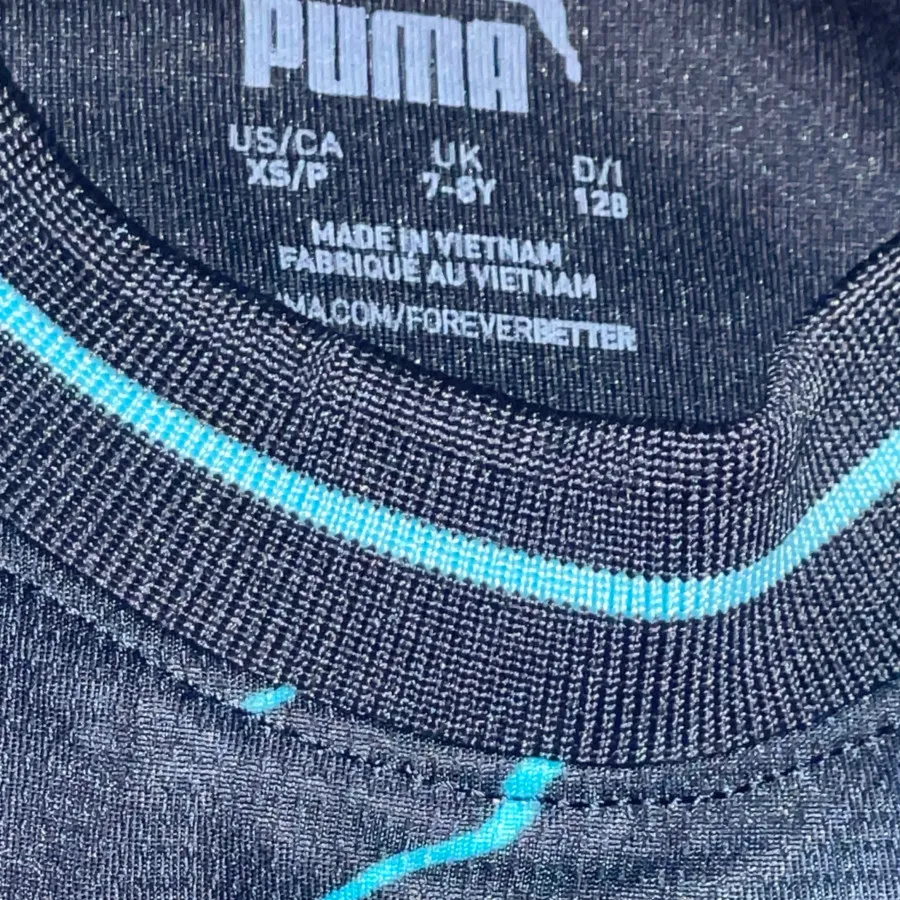 PUMA
US/CA UK D/I
XS/P 7-8Y 128
MADE IN VIETNAM
FABRIQUÉ AU VIETNAM
MA.COM/FOREVERBETTER